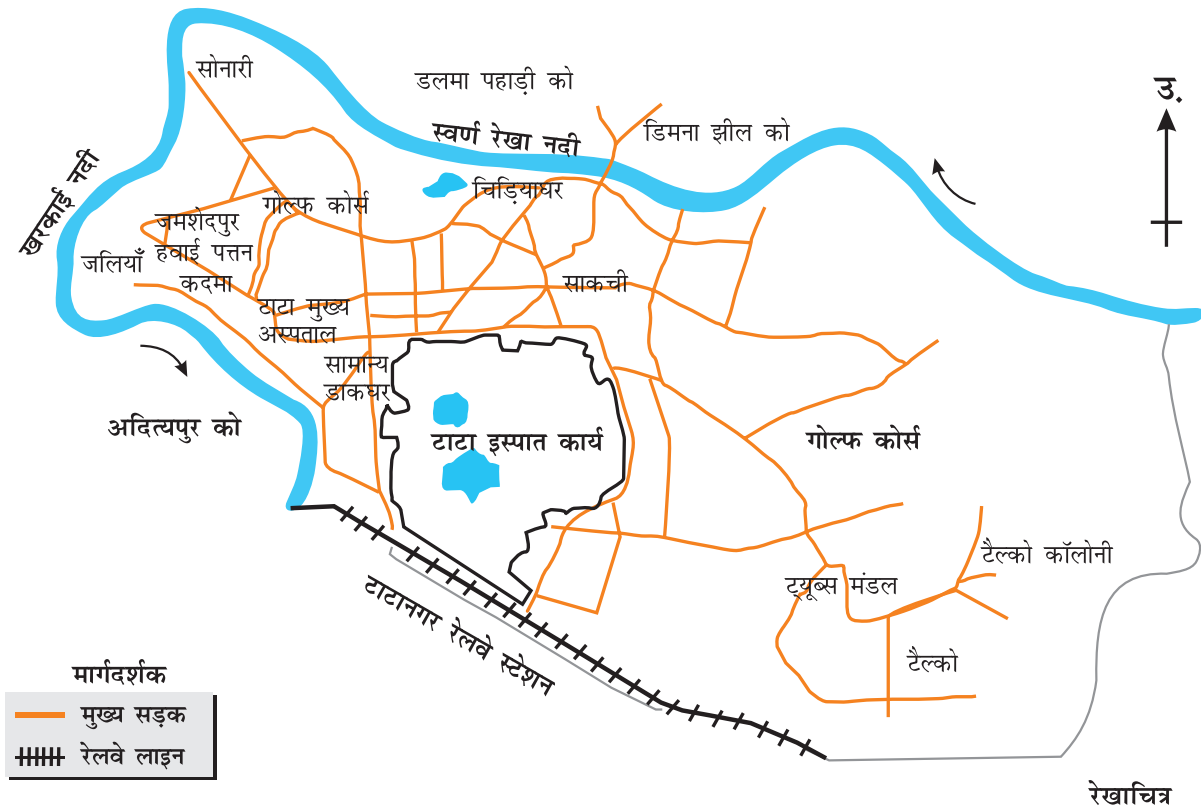 सोनारी
डलमा पहाड़ी को
उ.
स्वर्ण रेखा नदी
डिमना झील को
खरकाई नदी
चिड़ियाघर
गोल्फ कोर्स
जमशेदपुर
हवाई पत्तन
जलियाँ
कदमा
साकची
टाटा मुख्य
अस्पताल
सामान्य
डाकघर
अदित्यपुर को
टाटा इस्पात कार्य
गोल्फ कोर्स
टैल्को कॉलोनी
ट्यूब्स मंडल
टाटानगर रेलवे स्टेशन
टैल्को
मार्गदर्शक
मुख्य सड़क
रेलवे लाइन
रेखाचित्र